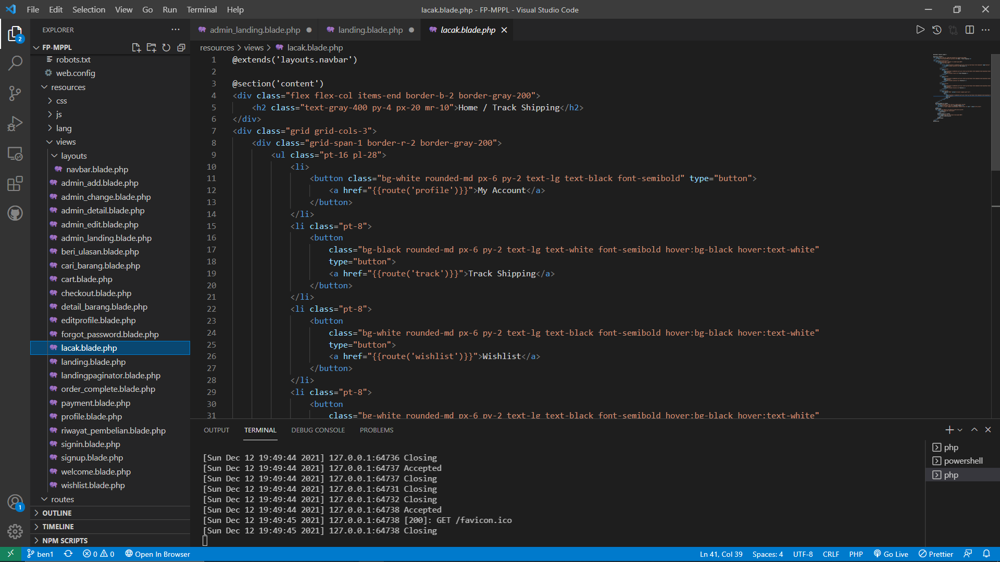 File Edit Selection View Go Run Terminal Help
lacak.blade.php - FP-MPPL - Visual Studio Code
EXPLORER
2
FP-MPPL
robots.txt
web.config
resources
css
js
lang
views
layouts
navbar.blade.php
admin_add.blade.php
admin_change.blade.php
admin_detail.blade.php
admin_edit.blade.php
admin_landing.blade.php
beri_ulasan.blade.php
cari_barang.blade.php
cart.blade.php
checkout.blade.php
detail_barang.blade.php
editprofile.blade.php
forgot_password.blade.php
lacak.blade.php
landing.blade.php
landingpaginator.blade.php
order_complete.blade.php
payment.blade.php
profile.blade.php
riwayat_pembelian.blade.php
signin.blade.php
signup.blade.php
welcome.blade.php
wishlist.blade.php
routes
OUTLINE
TIMELINE
NPM SCRIPTS
1
admin_landing.blade.php landing.blade.php lacak.blade.php
resources > views > lacak.blade.php
1 @extends('layouts.navbar')
2
3 @section('content')
4 <div class="flex flex-col items-end border-b-2 border-gray-200">
5 <h2 class="text-gray-400 py-4 px-20 mr-10">Home / Track Shipping</h2>
6 </div>
7 <div class="grid grid-cols-3">
8 <div class="grid-span-1 border-r-2 border-gray-200">
9 <ul class="pt-16 pl-28">
10 <li>
11 <button class="bg-white rounded-md px-6 py-2 text-lg text-black font-semibold" type="button">
12 <a href="{{route('profile')}}">My Account</a>
13 </button>
14 </li>
15 <li class="pt-8">
16 <button
17 class="bg-black rounded-md px-6 py-2 text-lg text-white font-semibold hover:bg-black hover:text-white"
18 type="button">
19 <a href="{{route('track')}}">Track Shipping</a>
20 </button>
21 </li>
22 <li class="pt-8">
23 <button
24 class="bg-white rounded-md px-6 py-2 text-lg text-black font-semibold hover:bg-black hover:text-white"
25 type="button">
26 <a href="{{route('wishlist')}}">Wishlist</a>
27 </button>
28 </li>
29 <li class="pt-8">
30 <button
31 class="bg-white rounded-md px-6 py-2 text-lg text-black font-semibold hover:bg-black hover:text-white"
OUTPUT TERMINAL DEBUG CONSOLE PROBLEMS
[Sun Dec 12 19:49:44 2021] 127.0.0.1:64736 Closing
[Sun Dec 12 19:49:44 2021] 127.0.0.1:64737 Accepted
[Sun Dec 12 19:49:44 2021] 127.0.0.1:64737 Closing
[Sun Dec 12 19:49:44 2021] 127.0.0.1:64731 Closing
[Sun Dec 12 19:49:44 2021] 127.0.0.1:64732 Closing
[Sun Dec 12 19:49:44 2021] 127.0.0.1:64738 Accepted
[Sun Dec 12 19:49:45 2021] 127.0.0.1:64738 [200]: GET /favicon.ico
[Sun Dec 12 19:49:45 2021] 127.0.0.1:64738 Closing
php
powershell
php
ben1 0 0 Open In Browser Ln 41, Col 39 Spaces: 4 UTF-8 CRLF PHP Go Live Prettier